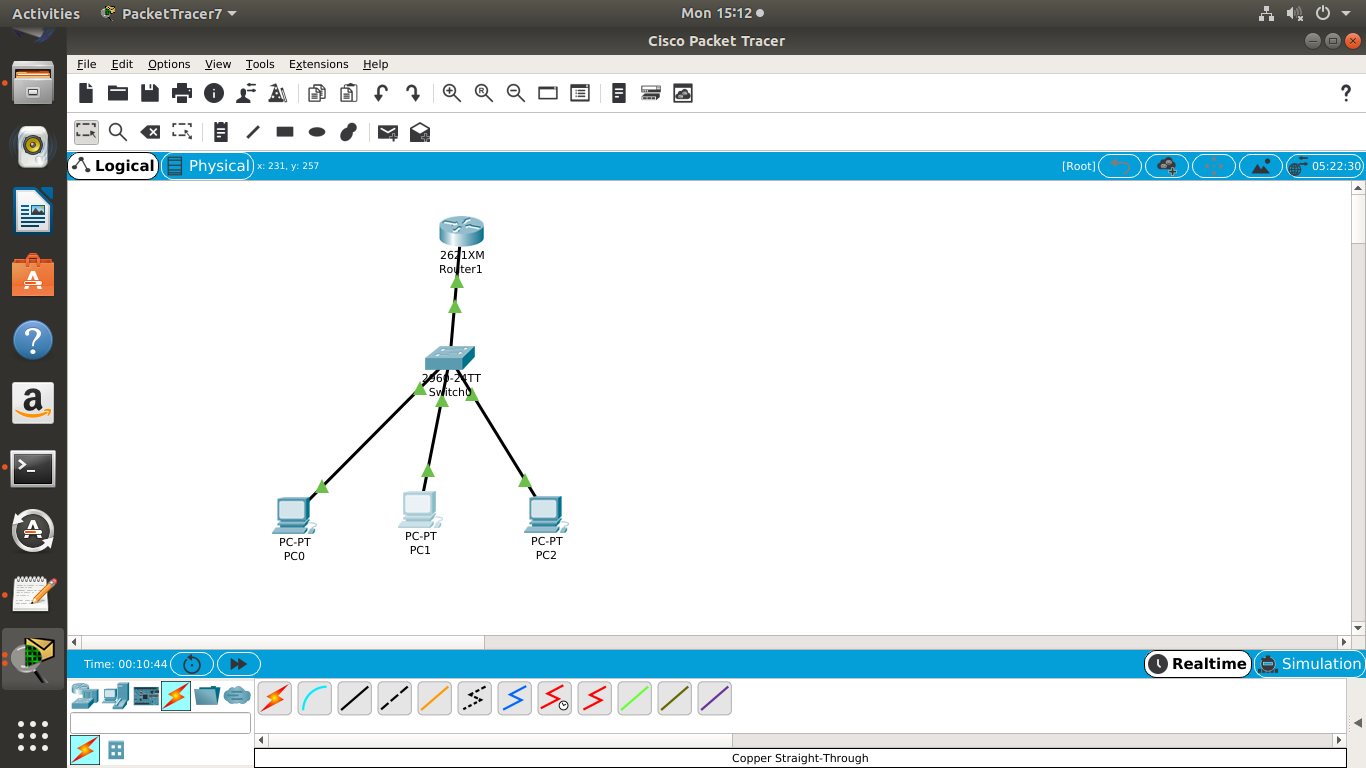 Activities PacketTracer7 Mon 15:12
Cisco Packet Tracer
File Edit Options View Tools Extensions Help
?
Logical Physical x: 231, y: 257 [Root] 05:22:30
2621XM
Router1
2960-24TT
Switch0
PC-PT
PC0
PC-PT
PC1
PC-PT
PC2
Time: 00:10:44 Realtime Simulation
Copper Straight-Through